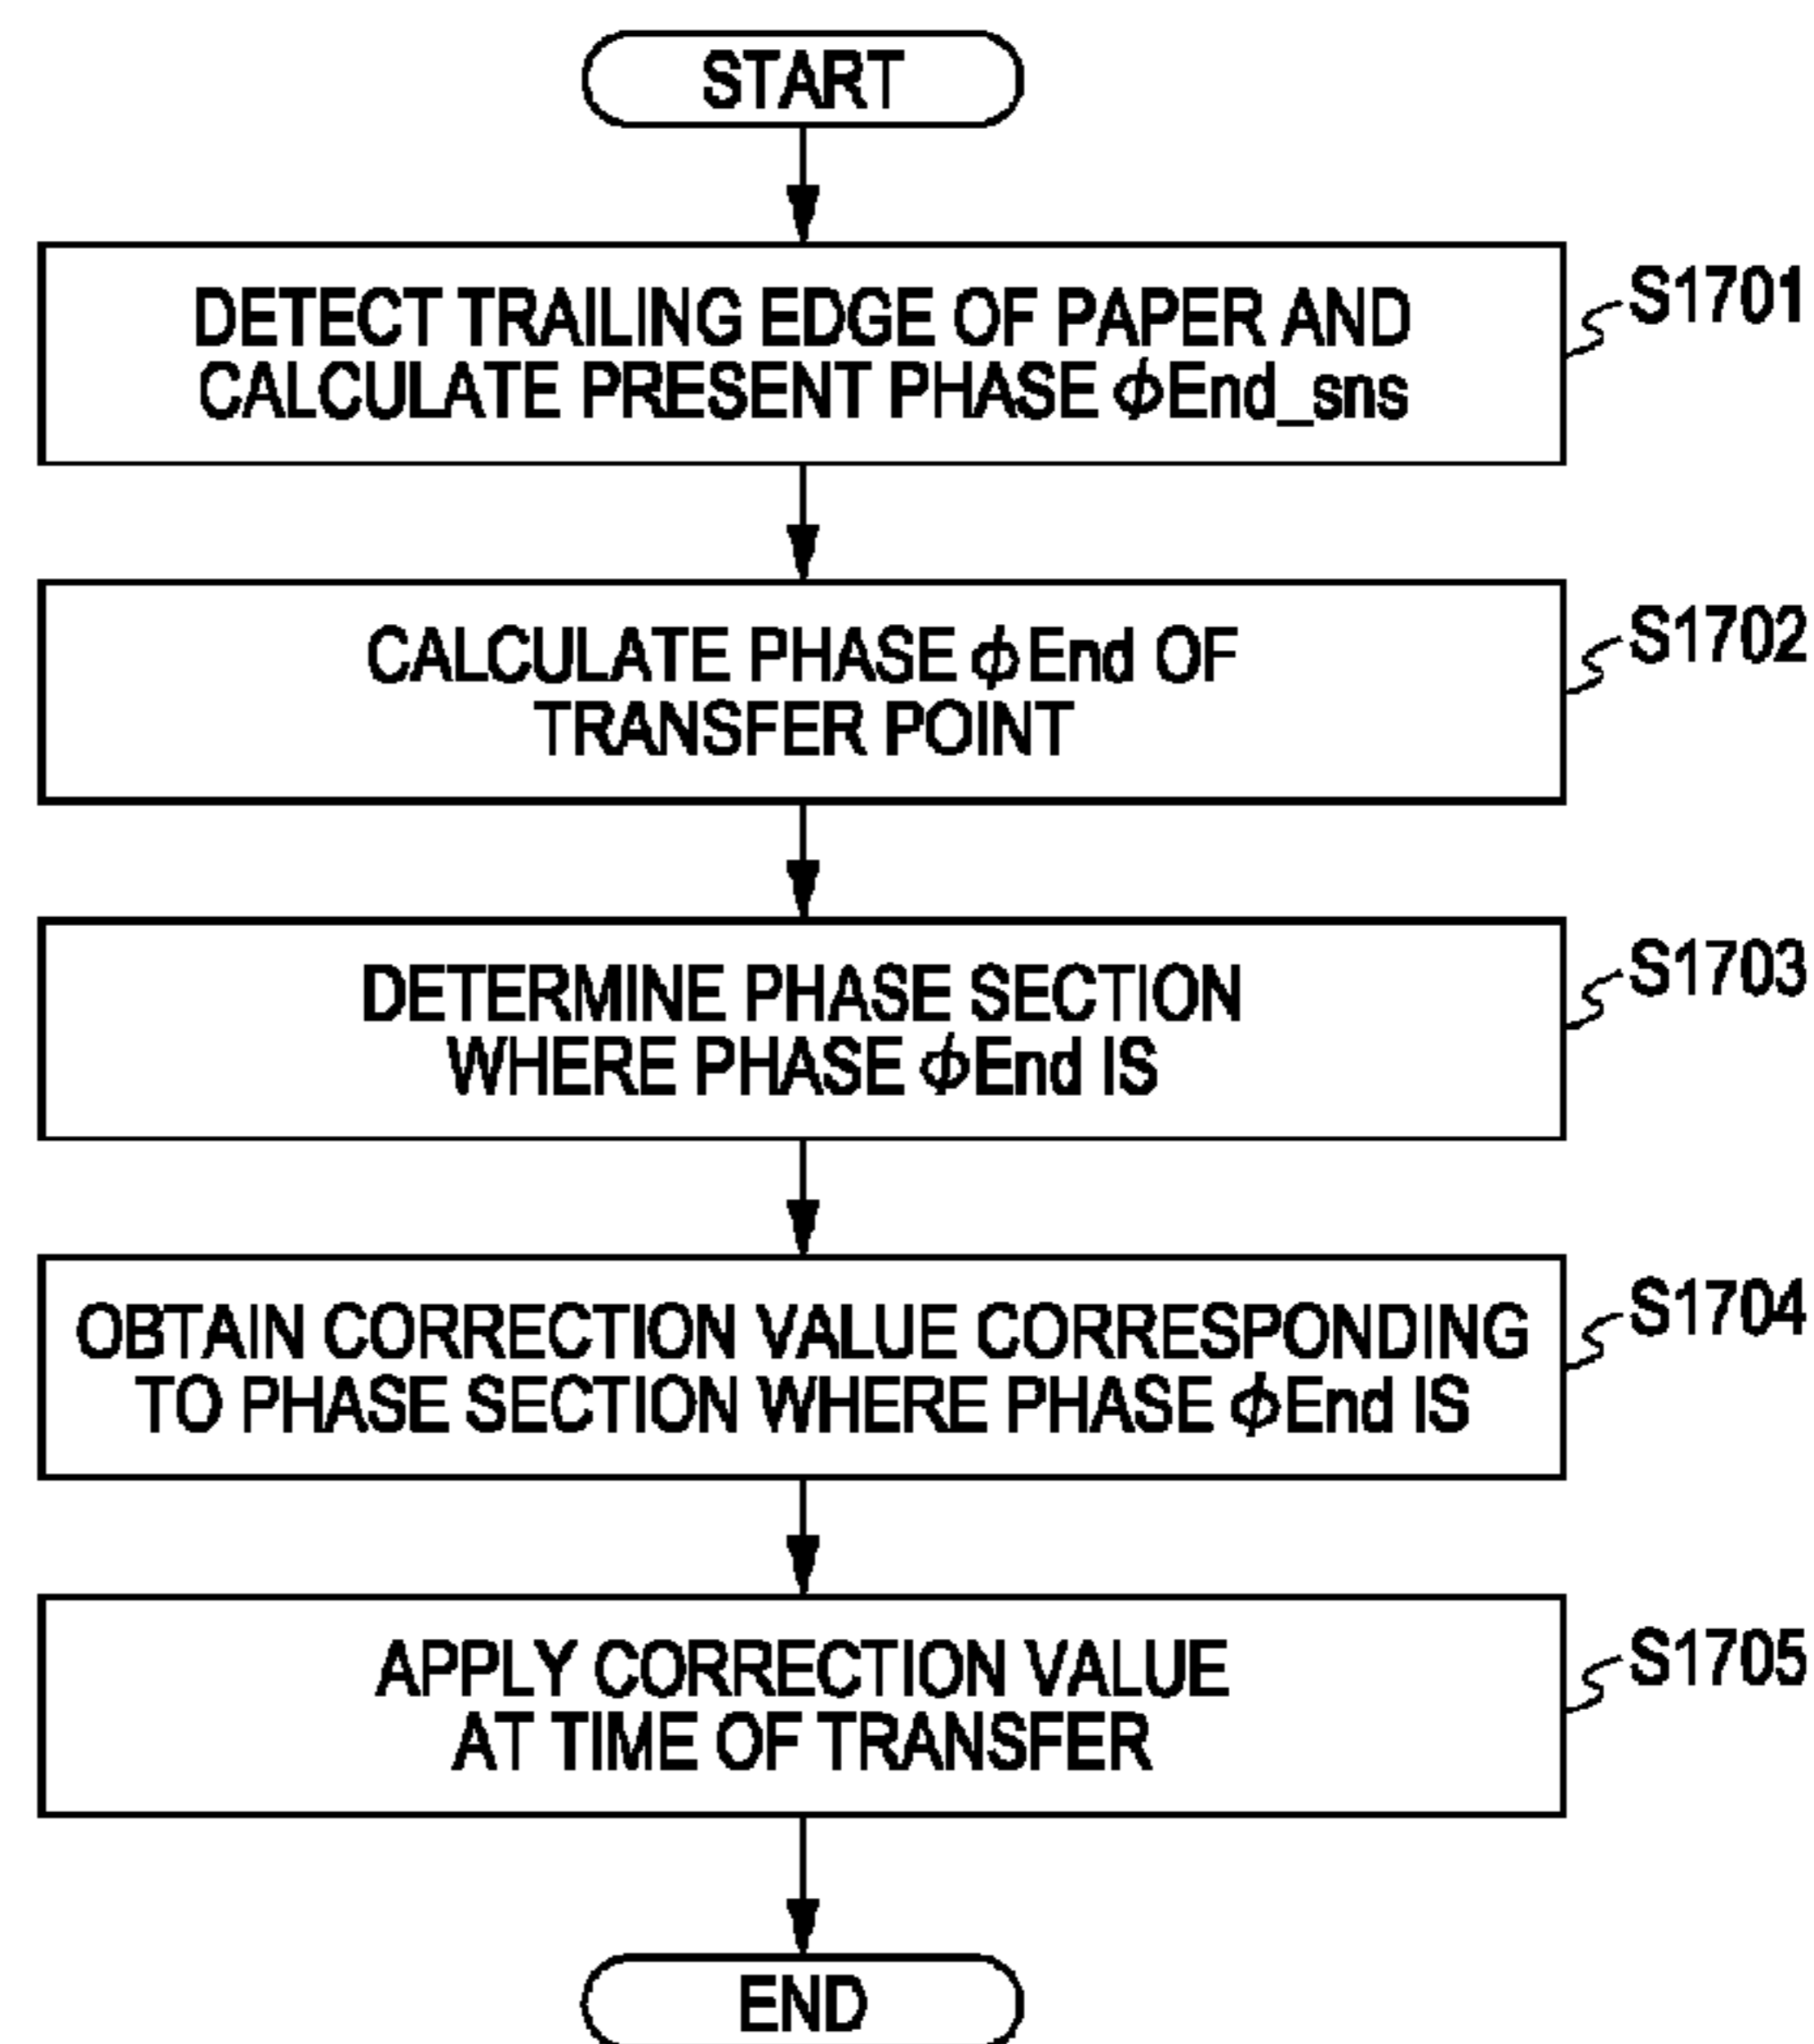 START
DETECT TRAILING EDGE OF PAPER AND
CALCULATE PRESENT PHASE ϕEnd_sns
S1701
CALCULATE PHASE ϕEnd OF
TRANSFER POINT
S1702
DETERMINE PHASE SECTION
WHERE PHASE ϕEnd IS
S1703
OBTAIN CORRECTION VALUE CORRESPONDING
TO PHASE SECTION WHERE PHASE ϕEnd IS
S1704
APPLY CORRECTION VALUE
AT TIME OF TRANSFER
S1705
END